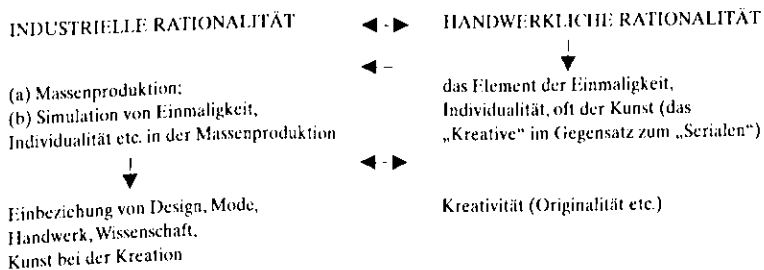 INDUSTRIELLE RATIONALITÄT
HANDWERKLICHE RATIONALITÄT
(a) Massenproduktion;
(b) Simulation von Einmaligkeit,
Individualität etc. in der Massenproduktion
das Element der Einmaligkeit,
Individualität, oft der Kunst (das
„Kreative“ im Gegensatz zum „Serialen“)
Einbeziehung von Design, Mode,
Handwerk, Wissenschaft,
Kunst bei der Kreation
Kreativität (Originalität etc.)